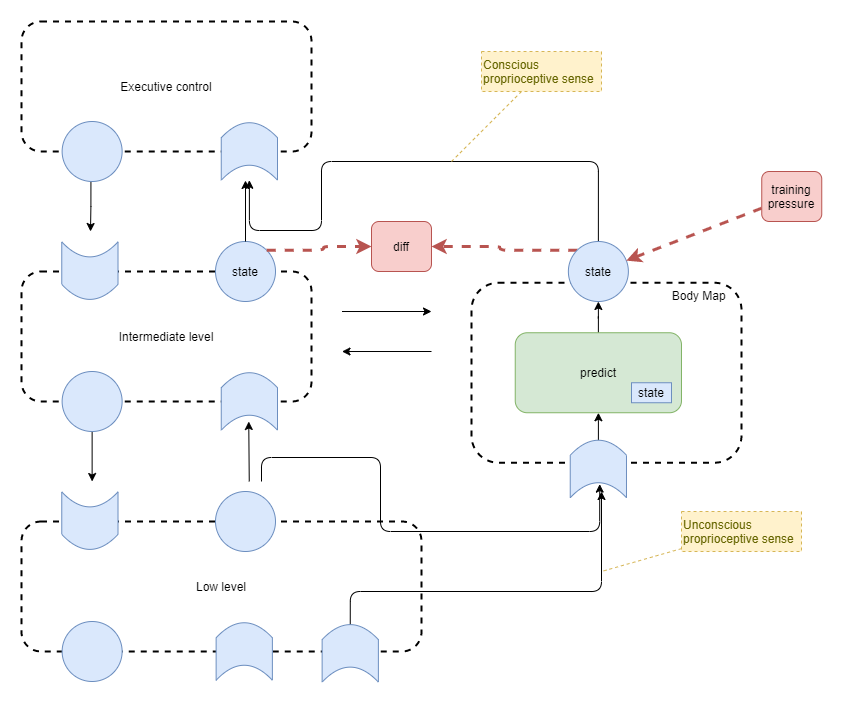 Executive control
Conscious
proprioceptive sense
training
pressure
state
diff
state
Body Map
Intermediate level
predict
state
Unconscious
proprioceptive sense
Low level